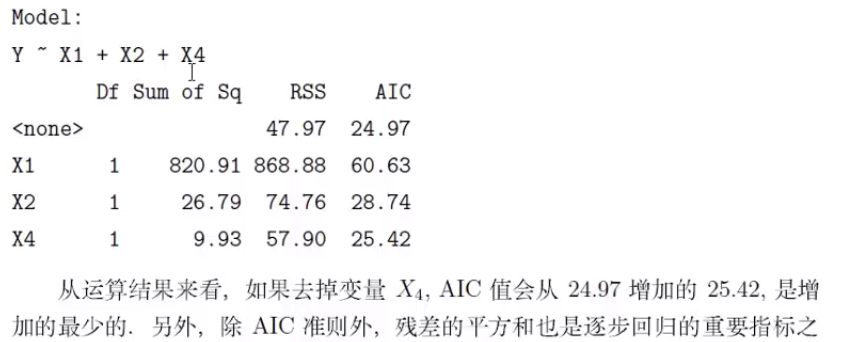 Model:
Y ~ X1 + X2 + X4
Df Sum of Sq RSS AIC
<none> 47.97 24.97
X1 1 820.91 868.88 60.63
X2 1 26.79 74.76 28.74
X4 1 9.93 57.90 25.42
从运算结果来看, 如果去掉变量 X₄, AIC 值会从 24.97 增加的 25.42, 是增
加的最少的. 另外, 除 AIC 准则外, 残差的平方和也是逐步回归的重要指标之